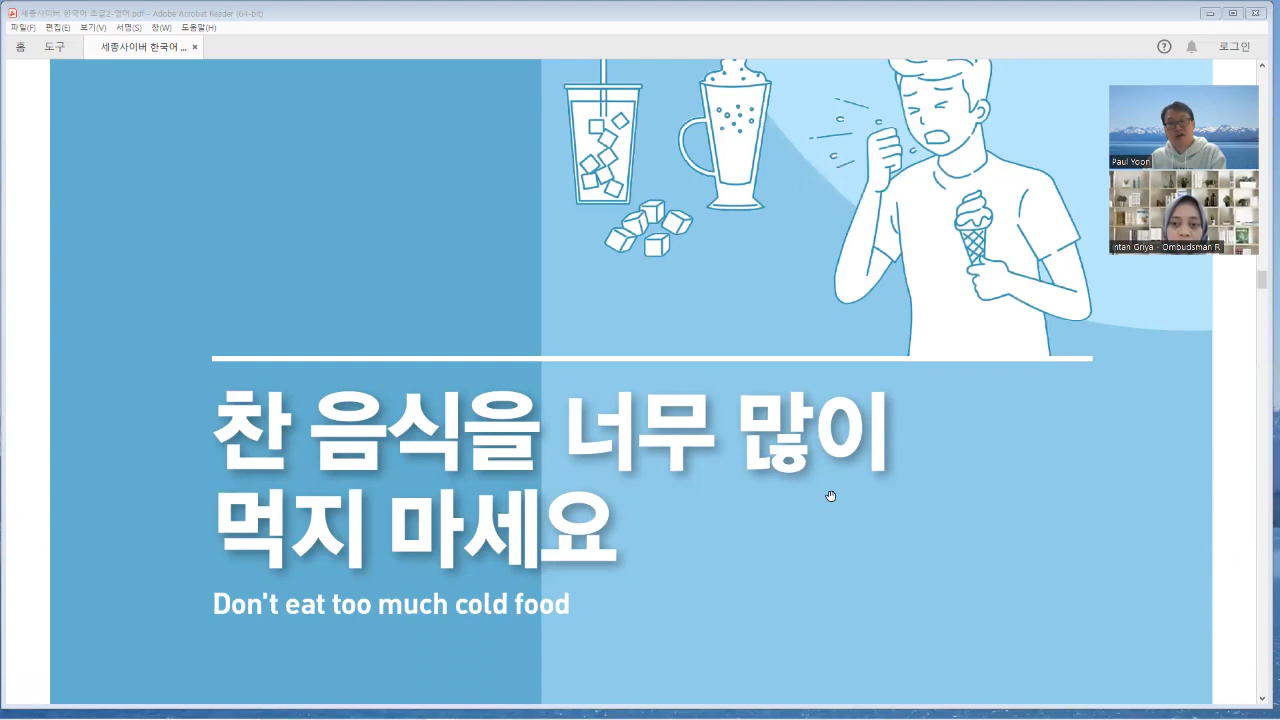 세종사이버 한국어 초급2-영어.pdf - Adobe Acrobat Reader (64-bit)
파일(F) 편집(E) 보기(V) 서명(S) 창(W) 도움말(H)
홈 도구 세종사이버 한국어 ... × 로그인
Paul Yoon
ntan Griya - Ombudsman R.
찬 음식을 너무 많이
먹지 마세요
Don't eat too much cold food